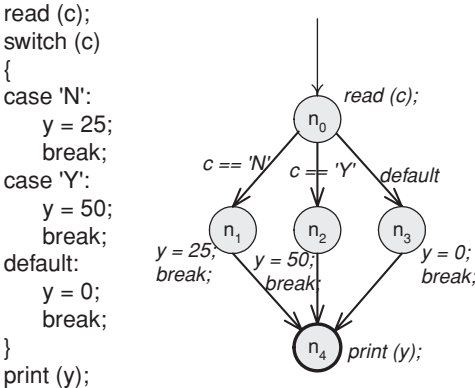 read (c);
switch (c)
{
case 'N':
y = 25;
break;
case 'Y':
y = 50;
break;
default:
y = 0;
break;
}
print (y);
read (c);
n0
c == 'N'
c == 'Y'
default
n1
n2
n3
y = 25;
break;
y = 50;
break;
y = 0;
break;
n4
print (y);